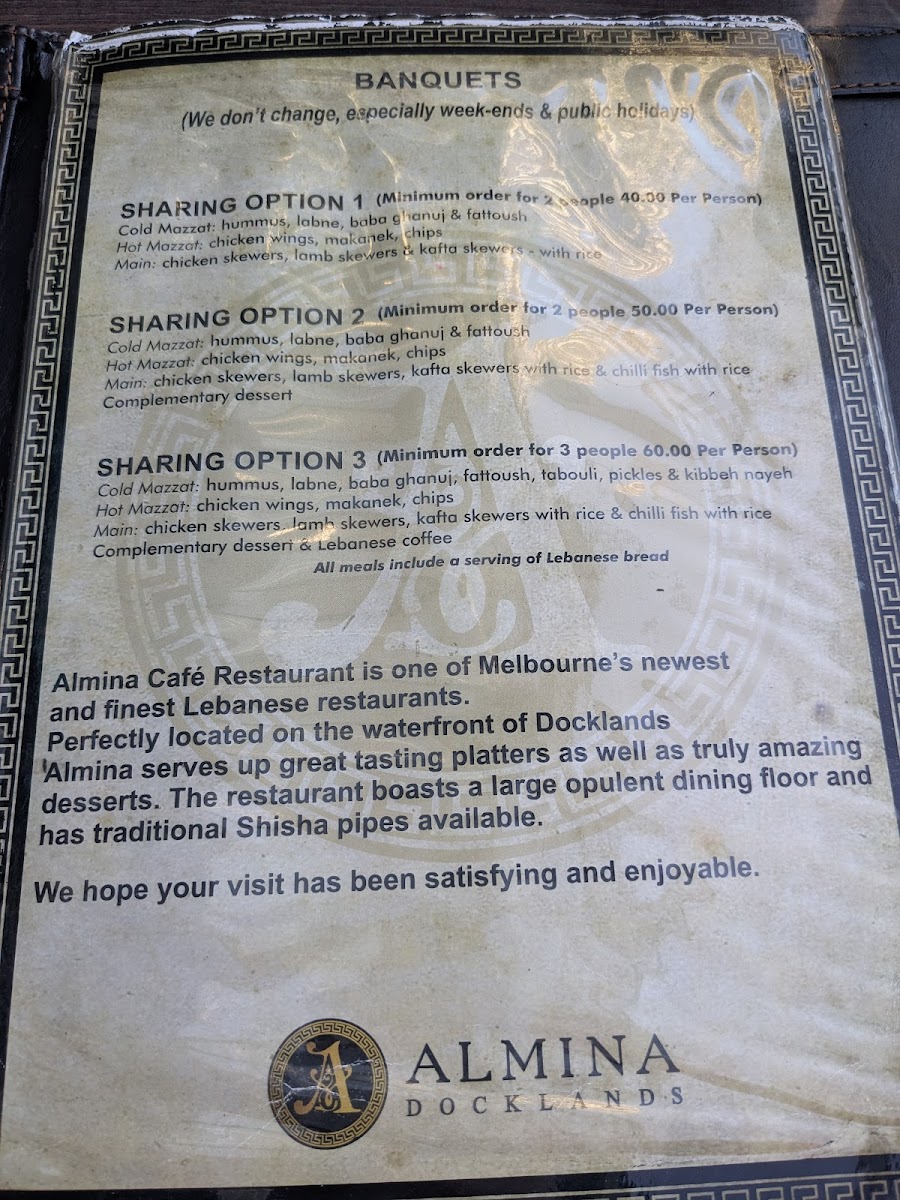 BANQUETS
(We don't change, especially week-ends & public holidays)
SHARING OPTION 1 (Minimum order for 2 people 40.00 Per Person)
Cold Mazzat: hummus, labne, baba ghanuj & fattoush
Hot Mazzat: chicken wings, makanek, chips
Main: chicken skewers, lamb skewers & kafta skewers - with rice
SHARING OPTION 2 (Minimum order for 2 people 50.00 Per Person)
Cold Mazzat: hummus, labne, baba ghanuj & fattoush
Hot Mazzat: chicken wings, makanek, chips
Main: chicken skewers, lamb skewers, kafta skewers with rice & chilli fish with rice
Complementary dessert
SHARING OPTION 3 (Minimum order for 3 people 60.00 Per Person)
Cold Mazzat: hummus, labne, baba ghanuj, fattoush, tabouli, pickles & kibbeh nayeh
Hot Mazzat: chicken wings, makanek, chips
Main: chicken skewers, lamb skewers, kafta skewers with rice & chilli fish with rice
Complementary dessert & Lebanese coffee
All meals include a serving of Lebanese bread
Almina Café Restaurant is one of Melbourne's newest
and finest Lebanese restaurants.
Perfectly located on the waterfront of Docklands
'Almina serves up great tasting platters as well as truly amazing
desserts. The restaurant boasts a large opulent dining floor and
has traditional Shisha pipes available.
We hope your visit has been satisfying and enjoyable.
A
ALMINA
DOCKLANDS